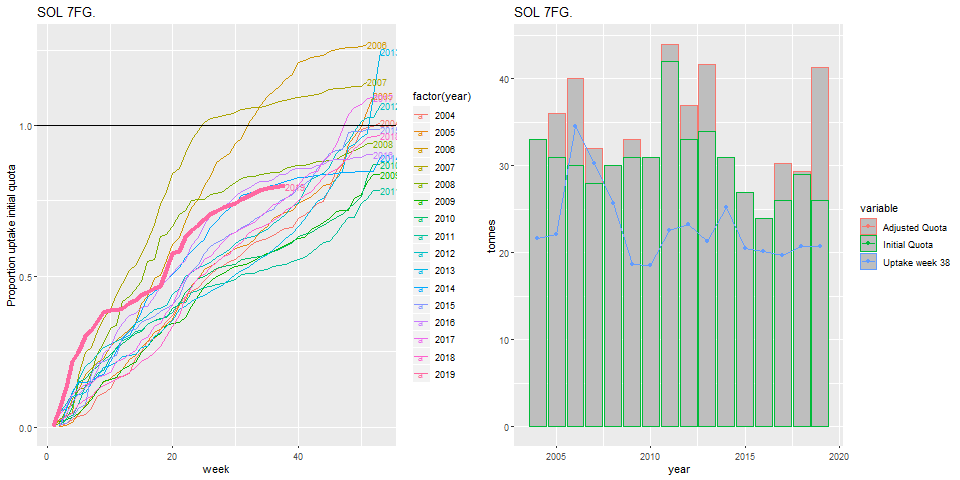 SOL 7FG.
Proportion uptake initial quota
1.0
0.5
0.0
0
20
40
week
2006
2013
2007
2012
2008
2019
factor(year)
a 2004
a 2005
a 2006
a 2007
a 2008
a 2009
a 2010
a 2011
a 2012
a 2013
a 2014
a 2015
a 2016
a 2017
a 2018
a 2019
SOL 7FG.
tonnes
40
30
20
10
0
2005
2010
2015
2020
year
variable
Adjusted Quota
Initial Quota
Uptake week 38